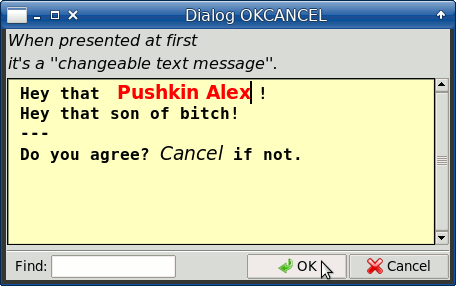 Dialog OKCANCEL
When presented at first
it's a "changeable text message".
Hey that Pushkin Alex !
Hey that son of bitch!
---
Do you agree? Cancel if not.
Find:
OK
Cancel